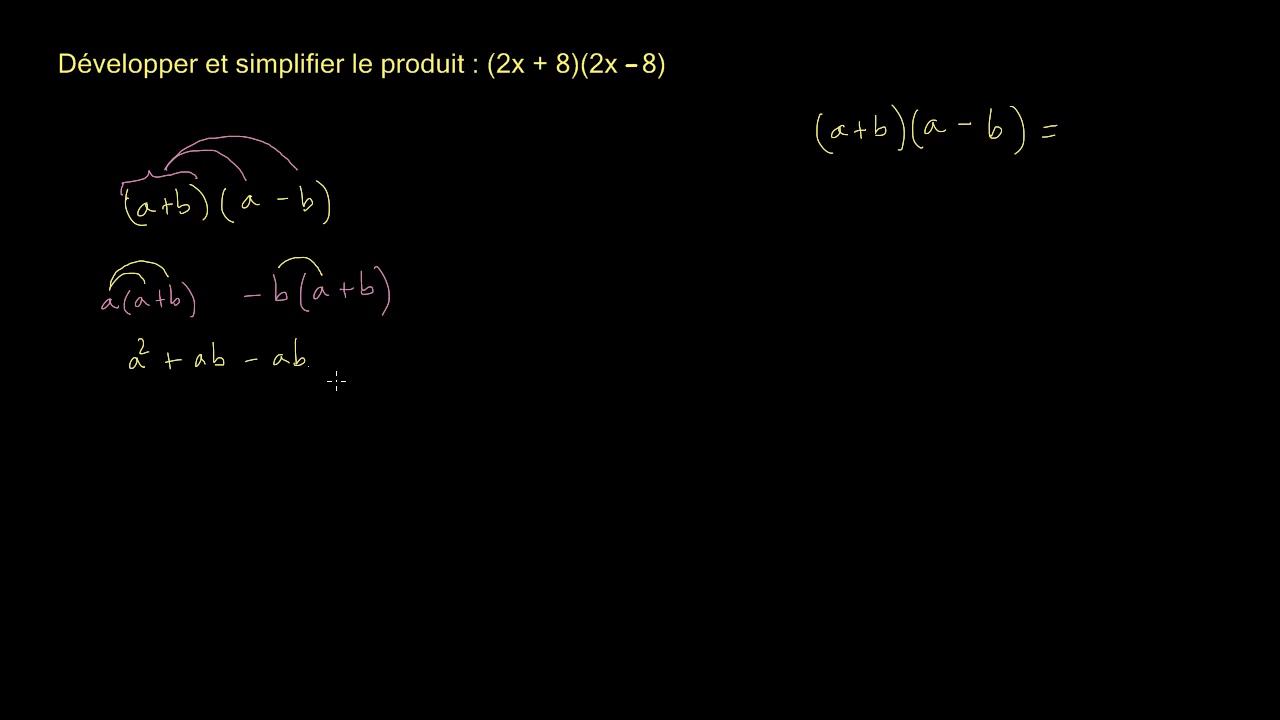 Développer et simplifier le produit : (2x + 8)(2x – 8)
(a+b)(a - b) =
(a+b)(a - b)
a(a+b) - b(a+b)
a² + ab - ab